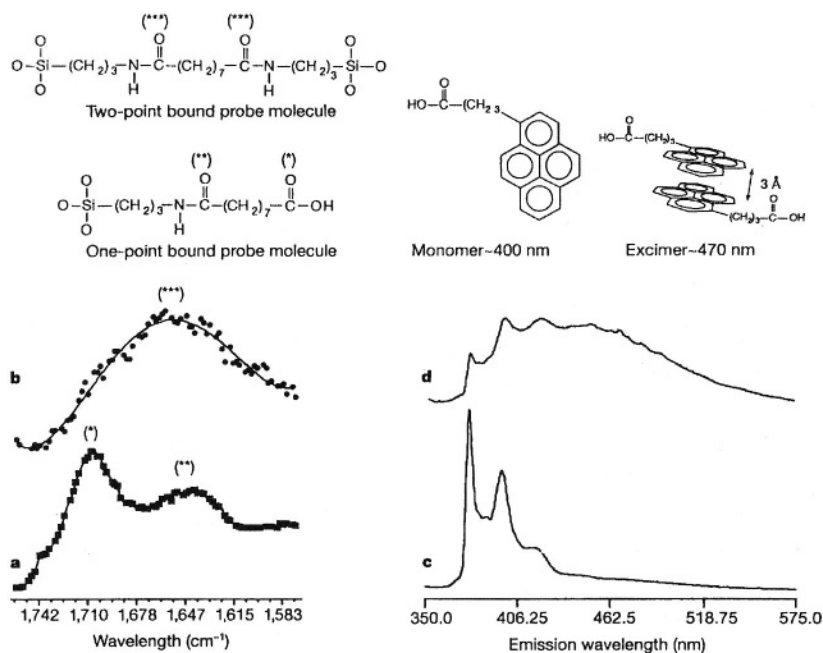 (***) (***)
O O
O O
O—Si—(CH2)3—N—C—(CH2)7—C—N—(CH2)3—Si—O
O H H O
Two-point bound probe molecule
(**) (*)
O O
O
O—Si—(CH2)3—N—C—(CH2)7—C—OH
O H
One-point bound probe molecule
O
HO—C—(CH2)3
Monomer~400 nm
O
HO—C—(CH2)3
3 Å
O
(CH2)3—C—OH
Excimer~470 nm
(***)
b
(*)
(**)
a
1,742 1,710 1,678 1,647 1,615 1,583
Wavelength (cm⁻¹)
d
c
350.0 406.25 462.5 518.75 575.0
Emission wavelength (nm)